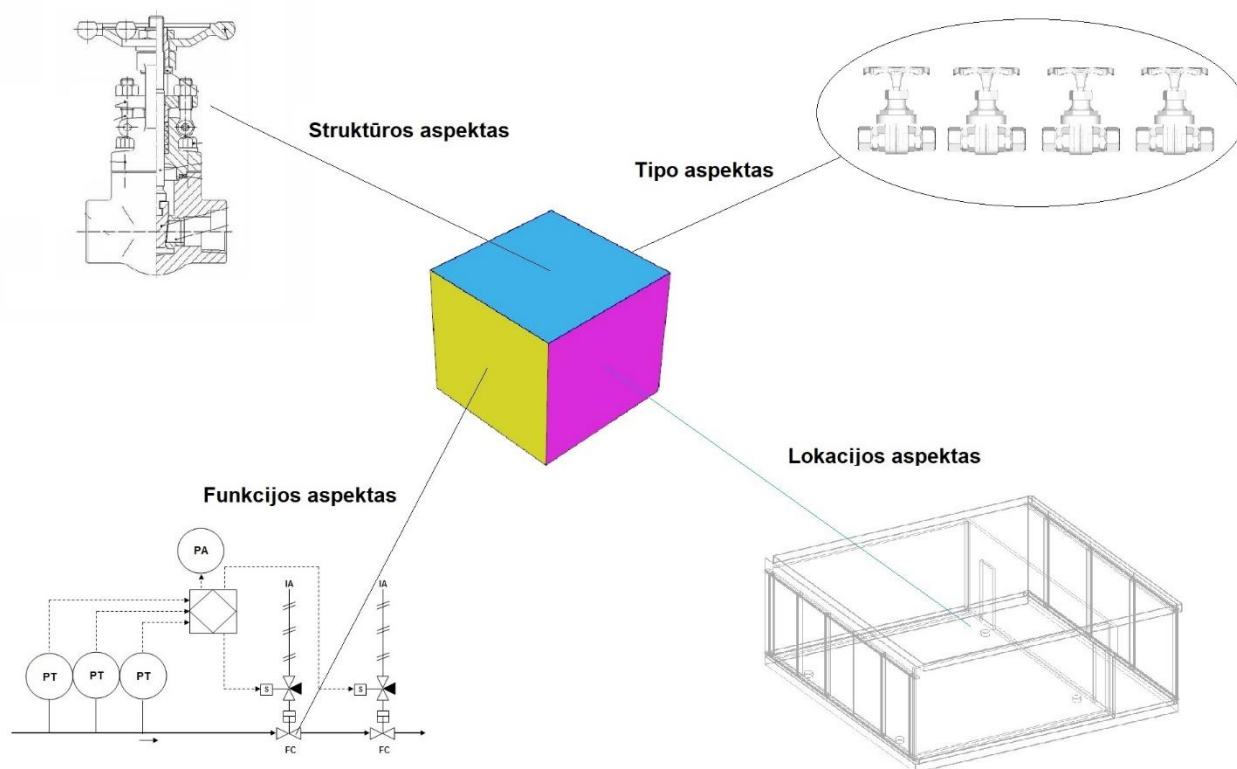 Struktūros aspektas
Tipo aspektas
Lokacijos aspektas
Funkcijos aspektas
PA
IA
IA
PT
PT
PT
S
S
FC
FC